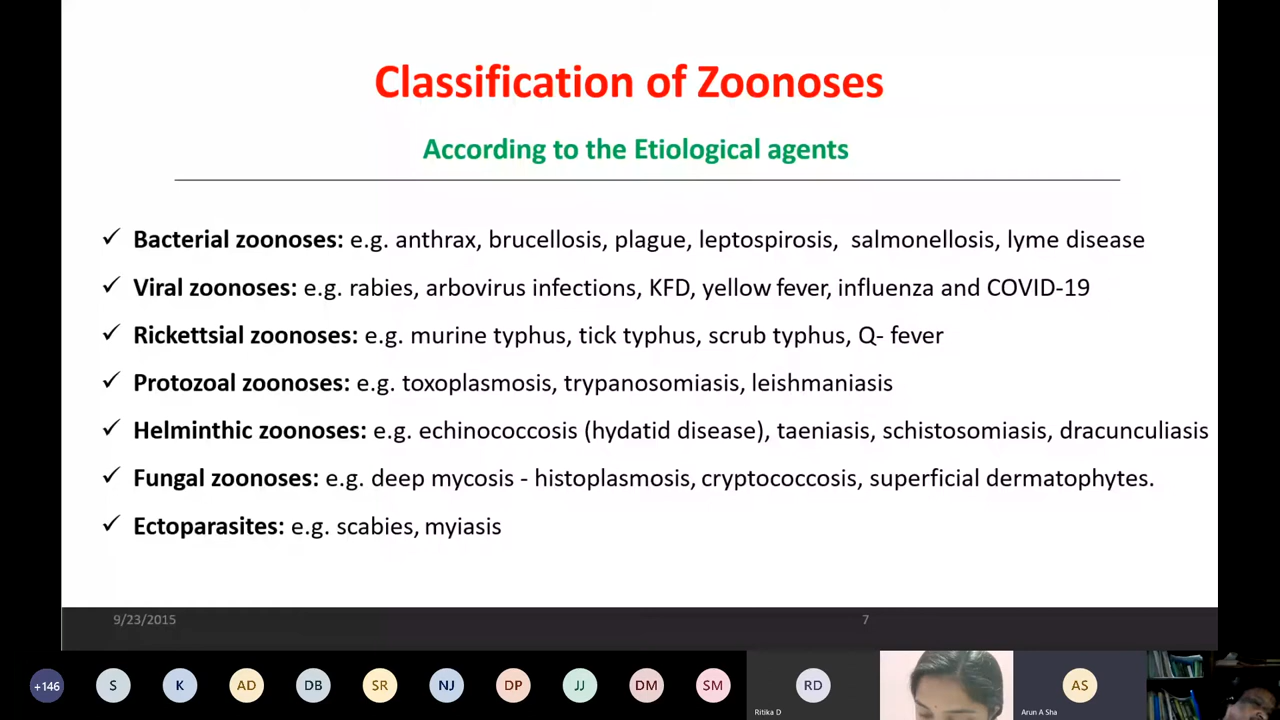 Classification of Zoonoses
According to the Etiological agents
✓ Bacterial zoonoses: e.g. anthrax, brucellosis, plague, leptospirosis, salmonellosis, lyme disease
✓ Viral zoonoses: e.g. rabies, arbovirus infections, KFD, yellow fever, influenza and COVID-19
✓ Rickettsial zoonoses: e.g. murine typhus, tick typhus, scrub typhus, Q- fever
✓ Protozoal zoonoses: e.g. toxoplasmosis, trypanosomiasis, leishmaniasis
✓ Helminthic zoonoses: e.g. echinococcosis (hydatid disease), taeniasis, schistosomiasis, dracunculiasis
✓ Fungal zoonoses: e.g. deep mycosis - histoplasmosis, cryptococcosis, superficial dermatophytes.
✓ Ectoparasites: e.g. scabies, myiasis
9/23/2015 7
+146 S K AD DB SR NJ DP JJ DM SM RD AS
Ritika D Arun A Sha